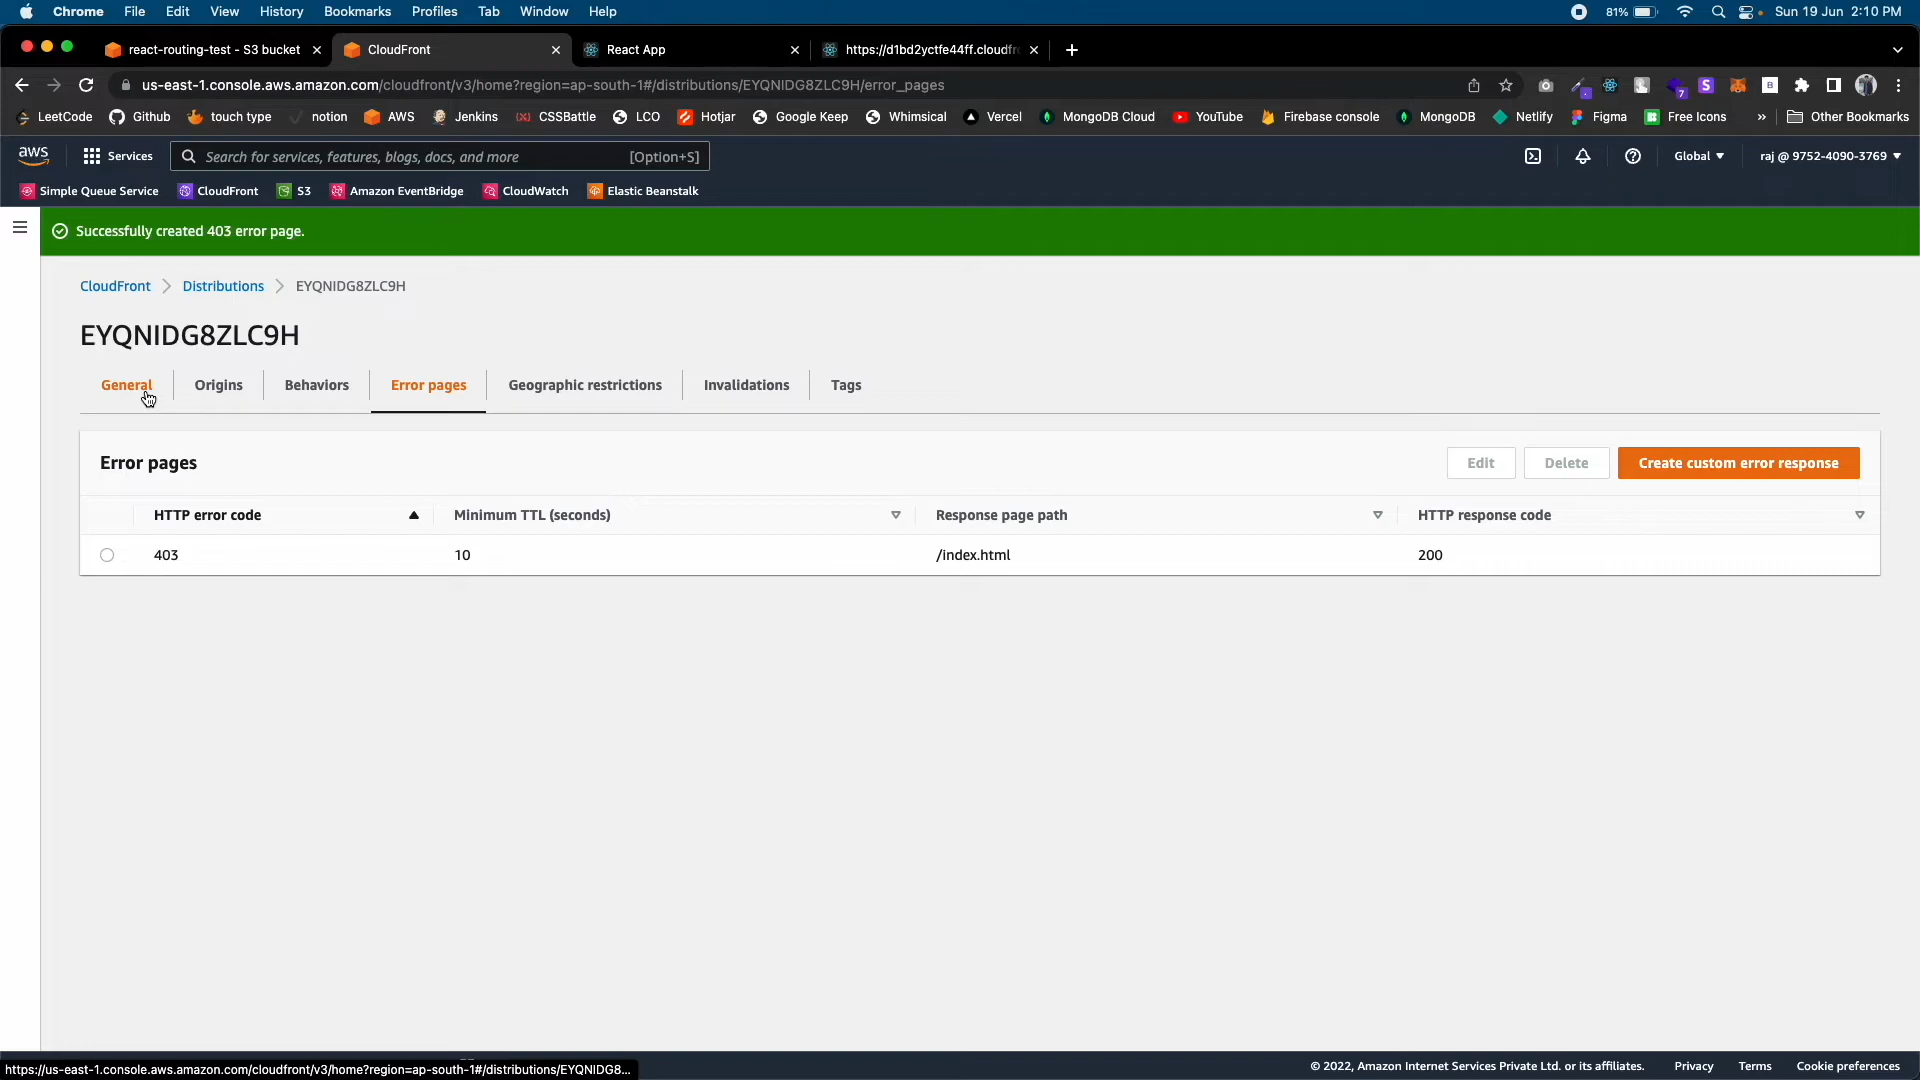 Chrome File Edit View History Bookmarks Profiles Tab Window Help 81% Sun 19 Jun 2:10 PM
react-routing-test - S3 bucket CloudFront React App https://d1bd2yctfe44ff.cloudfr
us-east-1.console.aws.amazon.com/cloudfront/v3/home?region=ap-south-1#/distributions/EYQNIDG8ZLC9H/error_pages
LeetCode Github touch type notion AWS Jenkins CSSBattle LCO Hotjar Google Keep Whimsical Vercel MongoDB Cloud YouTube Firebase console MongoDB Netlify Figma Free Icons » Other Bookmarks
aws Services Search for services, features, blogs, docs, and more [Option+S] Global raj @ 9752-4090-3769
Simple Queue Service CloudFront S3 Amazon EventBridge CloudWatch Elastic Beanstalk
Successfully created 403 error page.
CloudFront Distributions EYQNIDG8ZLC9H
EYQNIDG8ZLC9H
General Origins Behaviors Error pages Geographic restrictions Invalidations Tags
Error pages Edit Delete Create custom error response
HTTP error code Minimum TTL (seconds) Response page path HTTP response code
403 10 /index.html 200
https://us-east-1.console.aws.amazon.com/cloudfront/v3/home?region=ap-south-1#/distributions/EYQNIDG8... © 2022, Amazon Internet Services Private Ltd. or its affiliates. Privacy Terms Cookie preferences